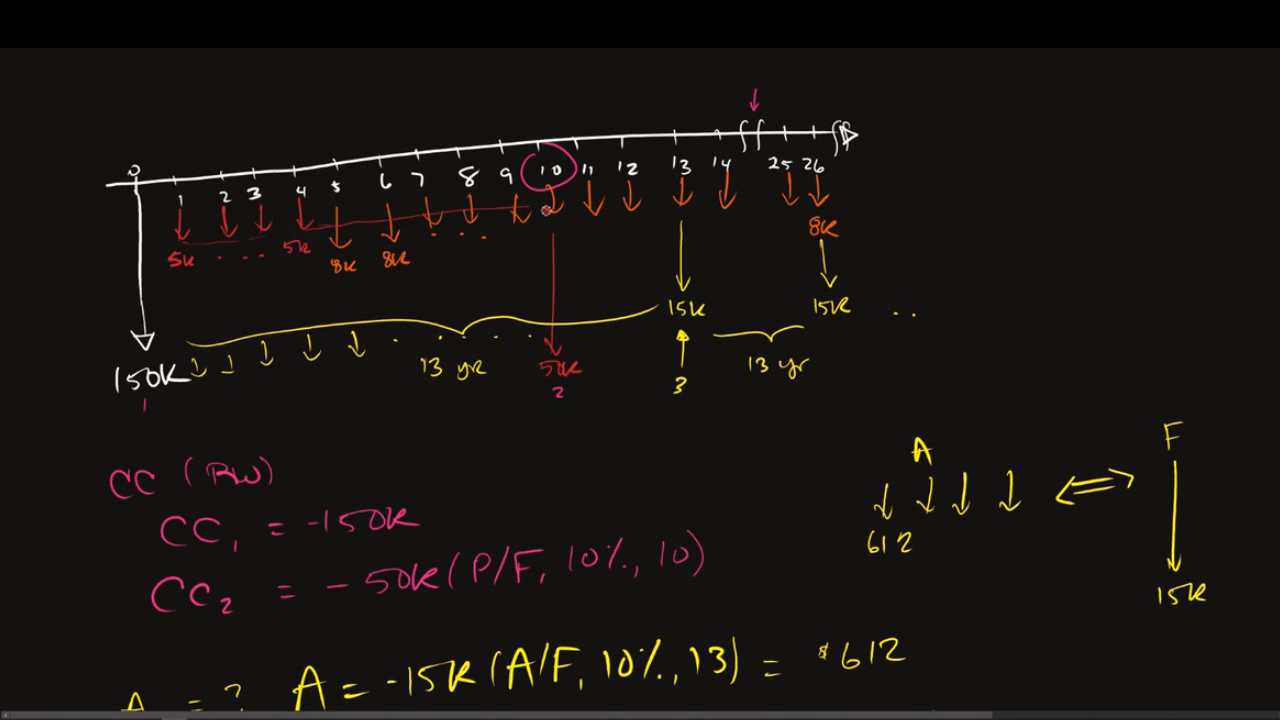 0 1 2 3 4 5 6 7 8 9 10 11 12 13 14 25 26
5K . . . 5K 8K 8K . . . 8K
15K 15K . .
150K 13 yr 50K 13 yr
1 2 3
A F
CC (PW)
CC₁ = -150K
612 15K
CC₂ = - 50K (P/F, 10%, 10)
A = ? A = -15K (A/F, 10%, 13) = $612